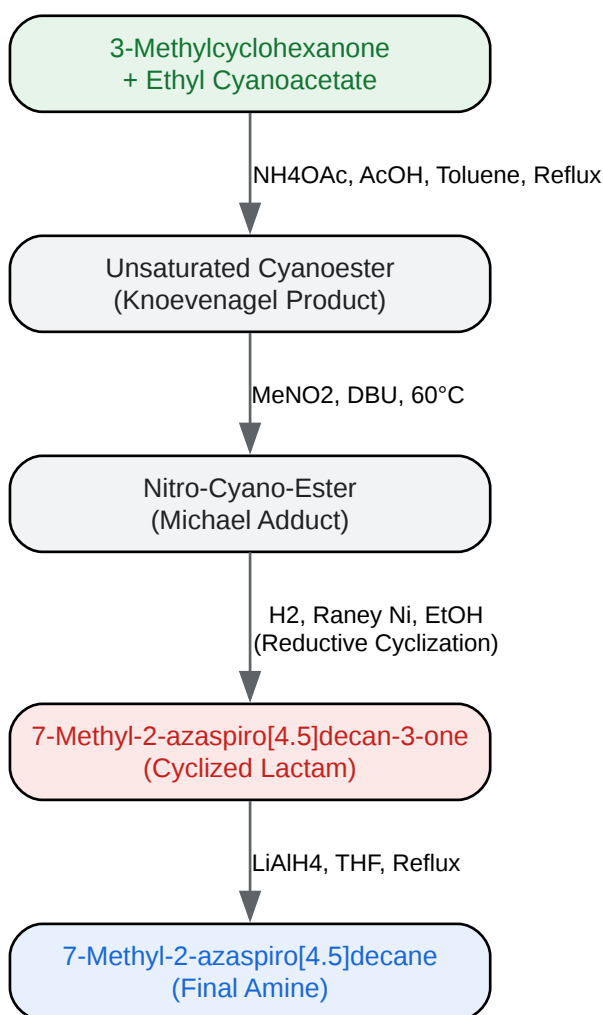 3-Methylcyclohexanone
+ Ethyl Cyanoacetate
NH4OAc, AcOH, Toluene, Reflux
Unsaturated Cyanoester
(Knoevenagel Product)
MeNO2, DBU, 60°C
Nitro-Cyano-Ester
(Michael Adduct)
H2, Raney Ni, EtOH
(Reductive Cyclization)
7-Methyl-2-azaspiro[4.5]decan-3-one
(Cyclized Lactam)
LiAlH4, THF, Reflux
7-Methyl-2-azaspiro[4.5]decane
(Final Amine)